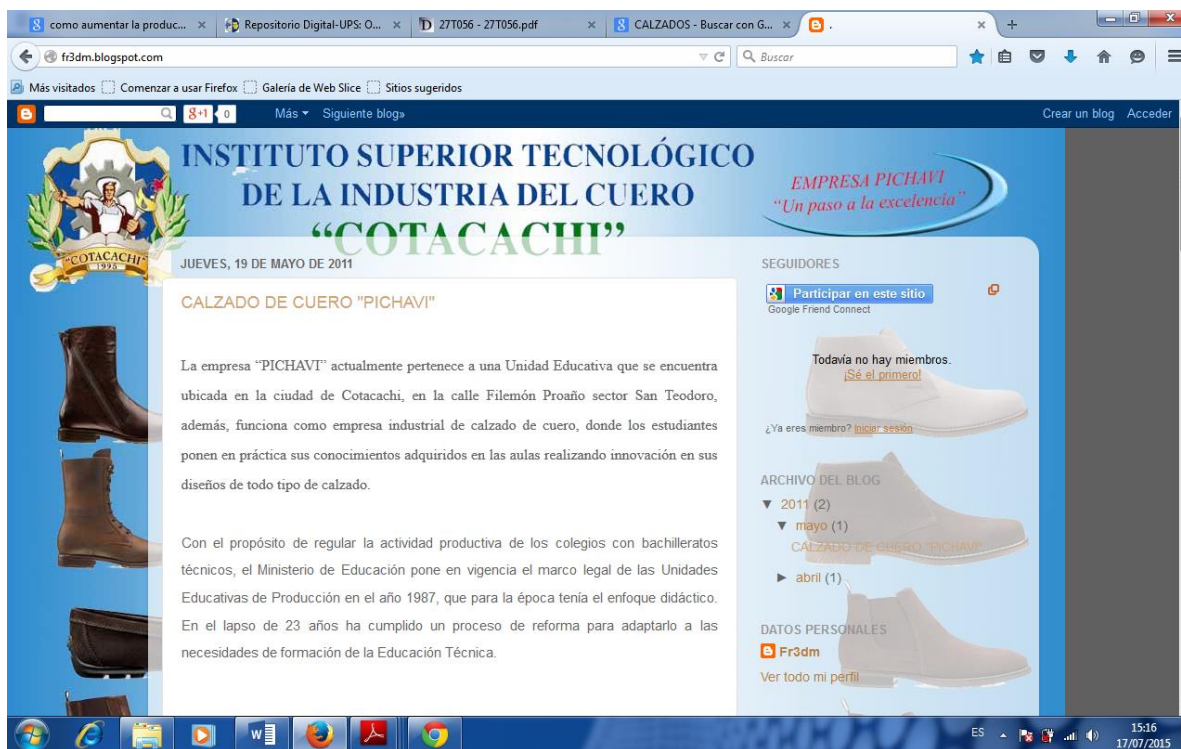 como aumentar la produc...
Repositorio Digital-UPS: O...
27T056 - 27T056.pdf
CALZADOS - Buscar con G...
.
fr3dm.blogspot.com
Buscar
Más visitados
Comenzar a usar Firefox
Galería de Web Slice
Sitios sugeridos
g+1 0
Más
Siguiente blog»
Crear un blog Acceder
INSTITUTO SUPERIOR TECNOLÓGICO
DE LA INDUSTRIA DEL CUERO
“COTACACHI”
"COTACACHI"
1995
EMPRESA PICHAVI
“Un paso a la excelencia”
JUEVES, 19 DE MAYO DE 2011
CALZADO DE CUERO "PICHAVI"
La empresa “PICHAVI” actualmente pertenece a una Unidad Educativa que se encuentra
ubicada en la ciudad de Cotacachi, en la calle Filemón Proaño sector San Teodoro,
además, funciona como empresa industrial de calzado de cuero, donde los estudiantes
ponen en práctica sus conocimientos adquiridos en las aulas realizando innovación en sus
diseños de todo tipo de calzado.
Con el propósito de regular la actividad productiva de los colegios con bachilleratos
técnicos, el Ministerio de Educación pone en vigencia el marco legal de las Unidades
Educativas de Producción en el año 1987, que para la época tenía el enfoque didáctico.
En el lapso de 23 años ha cumplido un proceso de reforma para adaptarlo a las
necesidades de formación de la Educación Técnica.
SEGUIDORES
Participar en este sitio
Google Friend Connect
Todavía no hay miembros.
¡Sé el primero!
¿Ya eres miembro? Iniciar sesión
ARCHIVO DEL BLOG
▼ 2011 (2)
▼ mayo (1)
CALZADO DE CUERO "PICHAVI"
► abril (1)
DATOS PERSONALES
Fr3dm
Ver todo mi perfil
ES
15:16
17/07/2015